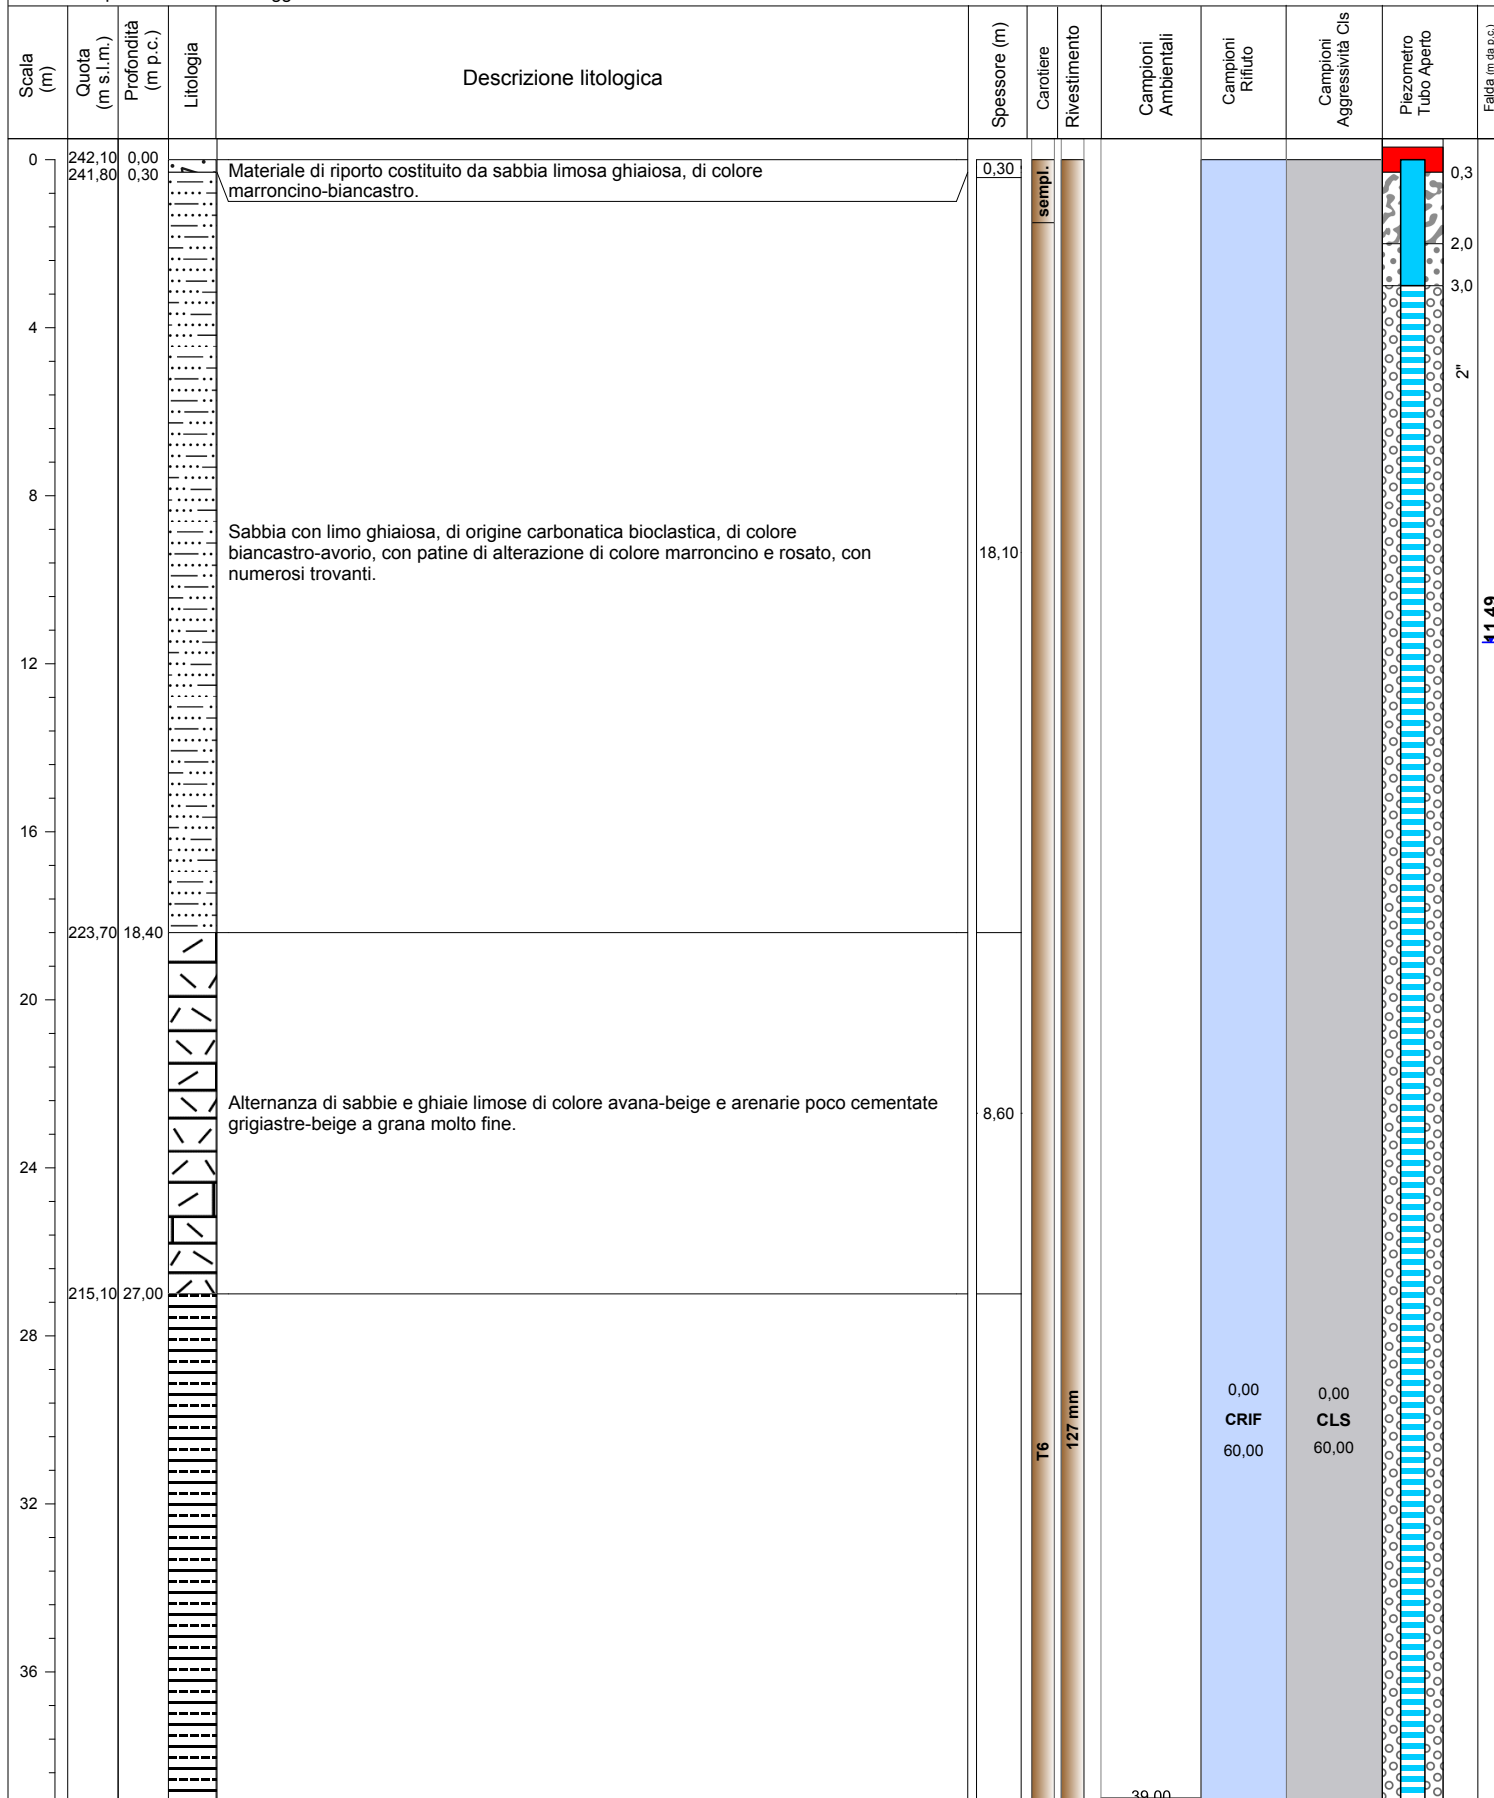 Scala
(m)
Quota
(m s.l.m.)
Profondità
(m p.c.)
Litologia
Descrizione litologica
Spessore (m)
Carotiere
Rivestimento
Campioni
Ambientali
Campioni
Rifiuto
Campioni
Aggressività Cls
Piezometro
Tubo Aperto
Falda (m da p.c.)
0
242,10 0,00
241,80 0,30
Materiale di riporto costituito da sabbia limosa ghiaiosa, di colore
marroncino-biancastro.
0,30
sempl.
0,3
2,0
3,0
4
2"
8
Sabbia con limo ghiaiosa, di origine carbonatica bioclastica, di colore
biancastro-avorio, con patine di alterazione di colore marroncino e rosato, con
numerosi trovanti.
18,10
11,49
12
16
223,70 18,40
20
Alternanza di sabbie e ghiaie limose di colore avana-beige e arenarie poco cementate
grigiastre-beige a grana molto fine.
8,60
24
215,10 27,00
28
T6
127 mm
0,00
CRIF
60,00
0,00
CLS
60,00
32
36
39,00